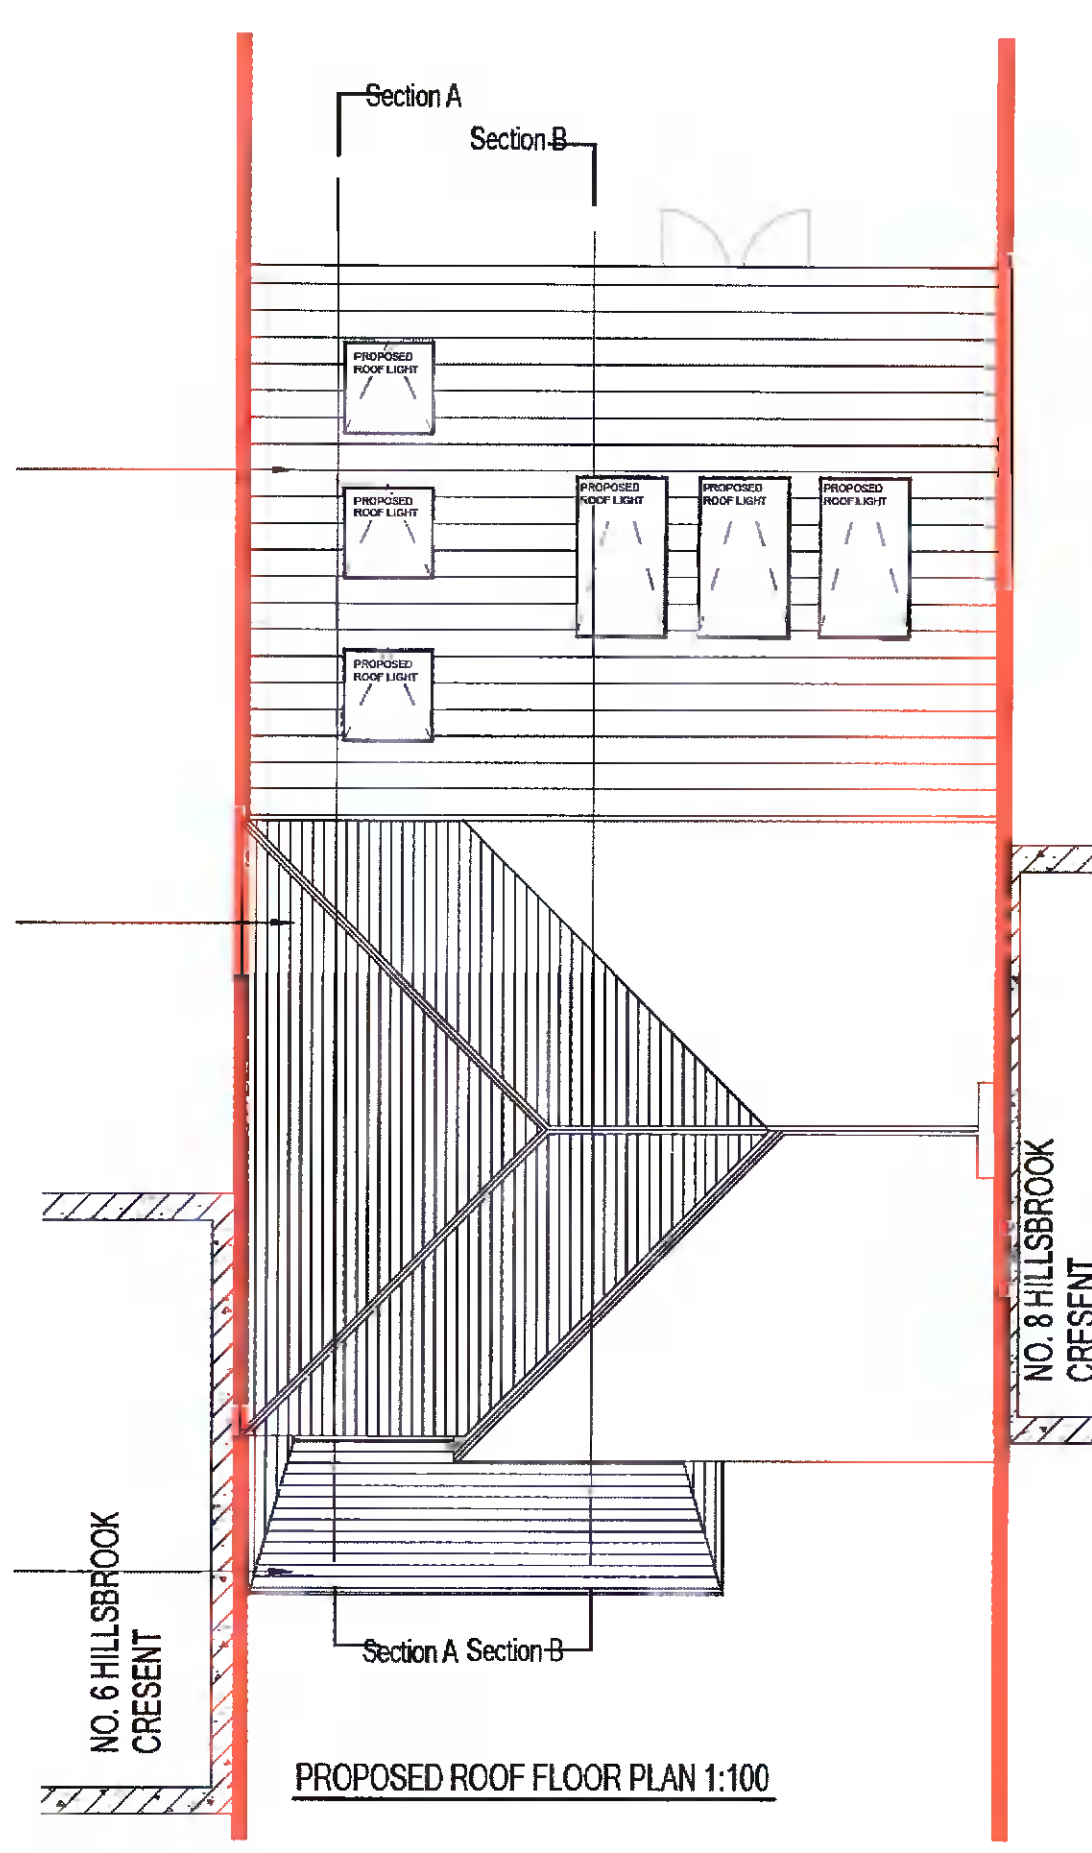 Section A
Section B
PROPOSED
ROOF LIGHT
PROPOSED
ROOF LIGHT
PROPOSED
ROOF LIGHT
PROPOSED
ROOF LIGHT
PROPOSED
ROOF LIGHT
PROPOSED
ROOF LIGHT
NO. 8 HILLSBROOK
CRESENT
NO. 6 HILLSBROOK
CRESENT
Section A Section B
PROPOSED ROOF FLOOR PLAN 1:100